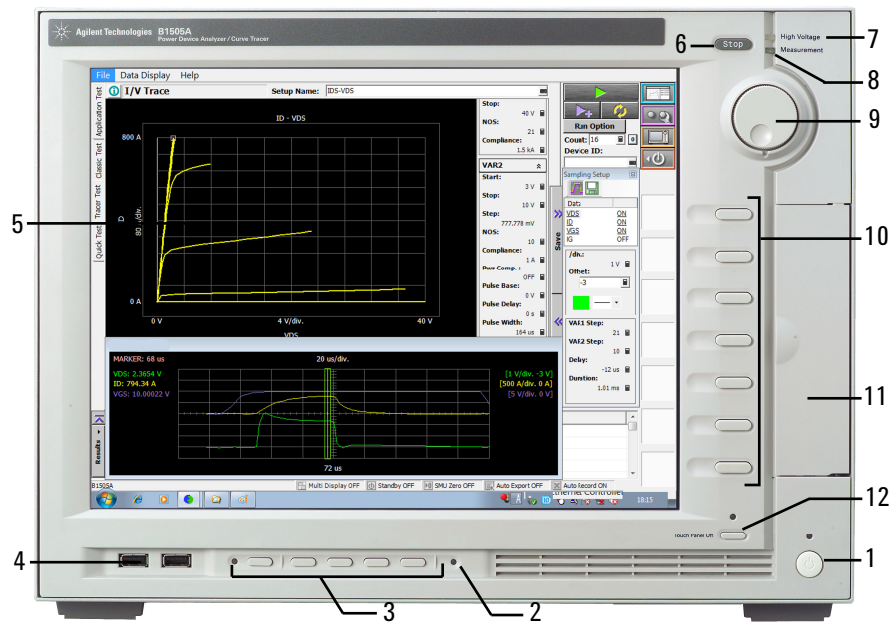 Agilent Technologies B1505A
Power Device Analyzer / Curve Tracer
6 Stop
High Voltage 7
Measurement
8
9
10
11
12
Touch Panel Off
1
2
3
4
5
File Data Display Help
I/V Trace Setup Name: IDS-VDS
Quick Test Tracer Test Classic Test Application Test
Results
ID - VDS
800 A
D
80 /div.
0 A
0 V 4 V/div. 40 V
VDS
Stop:
40 V
NOS:
21
Compliance:
1.5 kA
VAR2
Start:
3 V
Stop:
10 V
Step:
777.778 mV
NOS:
10
Compliance:
1 A
Pwr Comp.:
OFF
Pulse Base:
0 V
Pulse Delay:
0 s
Pulse Width:
164 us
Save
Run Option
Count: 16 0
Device ID:
Sampling Setup
Data
VDS ON
ID ON
VGS ON
IG OFF
/div.:
1 V
Offset:
-3
VAR1 Step:
21
VAR2 Step:
10
Delay:
-12 us
Duration:
1.01 ms
MARKER: 68 us 20 us/div.
VDS: 2.3654 V [1 V/div. -3 V]
ID: 794.34 A [500 A/div. 0 A]
VGS: 10.00022 V [5 V/div. 0 V]
72 us
B1505A Multi Display OFF Standby OFF SMU Zero OFF Auto Export OFF Auto Record ON
A
18:15